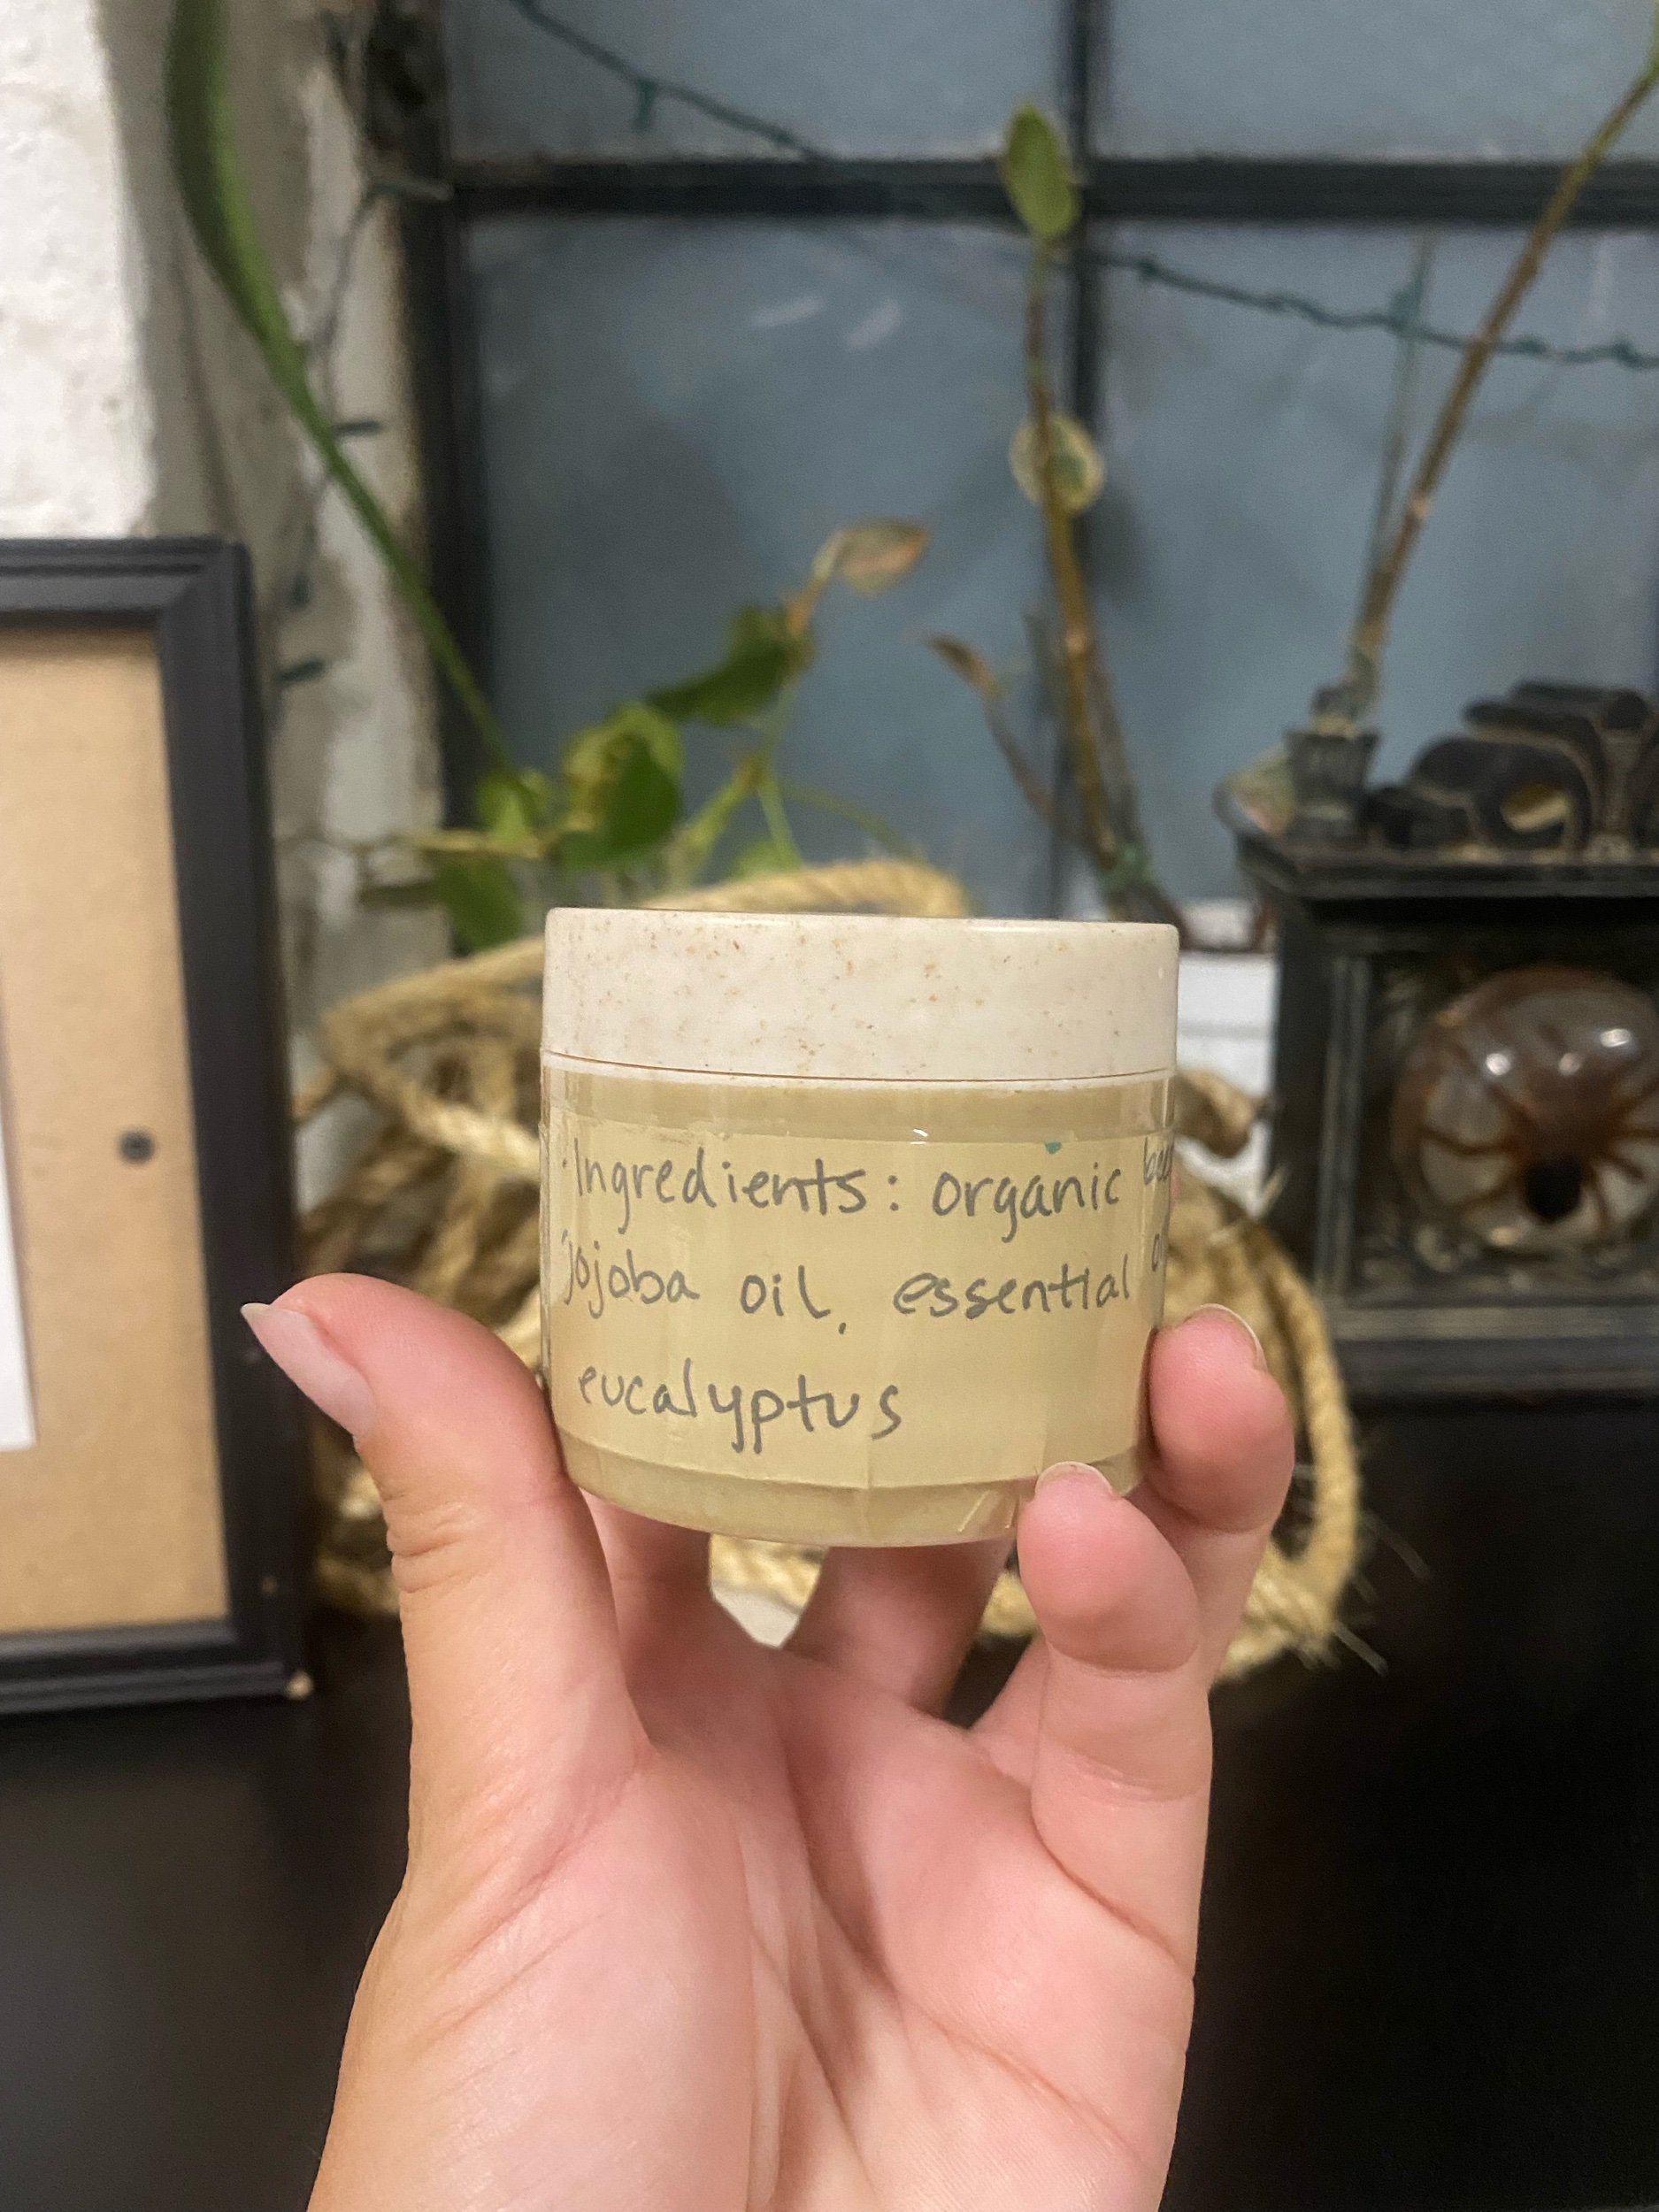 Ingredients: organic
jojoba oil, essential
eucalyptus